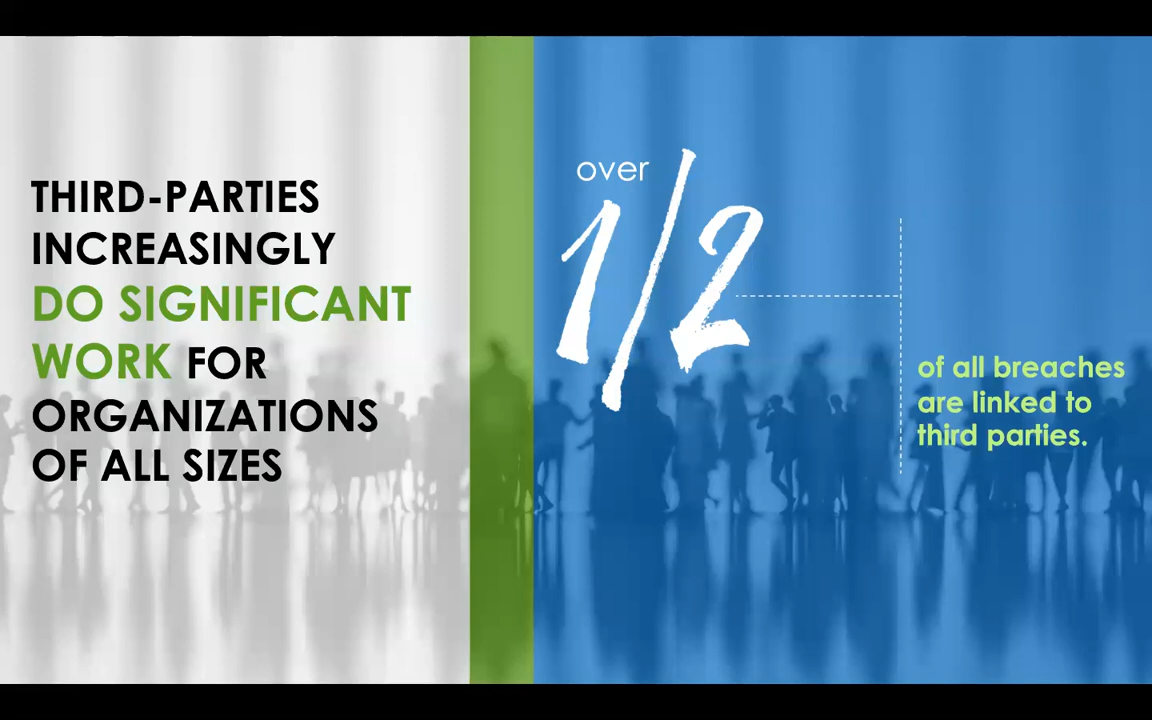 THIRD-PARTIES
INCREASINGLY
DO SIGNIFICANT
WORK FOR
ORGANIZATIONS
OF ALL SIZES
over
1/2
of all breaches
are linked to
third parties.